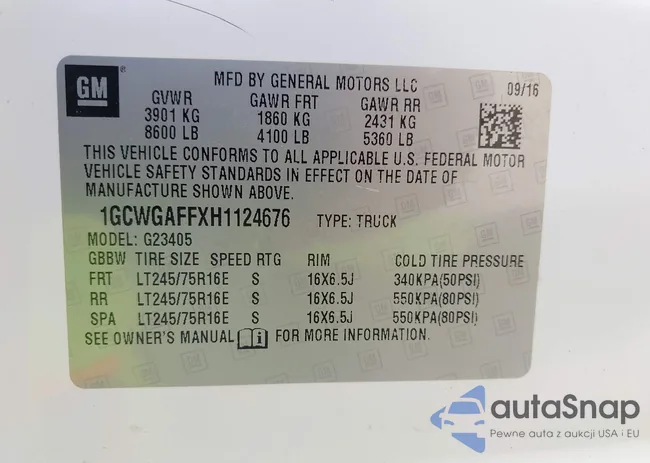 GM ®
MFD BY GENERAL MOTORS LLC 09/16
GVWR GAWR FRT GAWR RR
3901 KG 1860 KG 2431 KG
8600 LB 4100 LB 5360 LB
THIS VEHICLE CONFORMS TO ALL APPLICABLE U.S. FEDERAL MOTOR
VEHICLE SAFETY STANDARDS IN EFFECT ON THE DATE OF
MANUFACTURE SHOWN ABOVE.
1GCWGAFFXH1124676 TYPE: TRUCK
MODEL: G23405
GBBW TIRE SIZE SPEED RTG RIM COLD TIRE PRESSURE
FRT LT245/75R16E S 16X6.5J 340KPA(50PSI)
RR LT245/75R16E S 16X6.5J 550KPA(80PSI)
SPA LT245/75R16E S 16X6.5J 550KPA(80PSI)
SEE OWNER'S MANUAL i FOR MORE INFORMATION.
autaSnap
Pewne auta z aukcji USA i EU